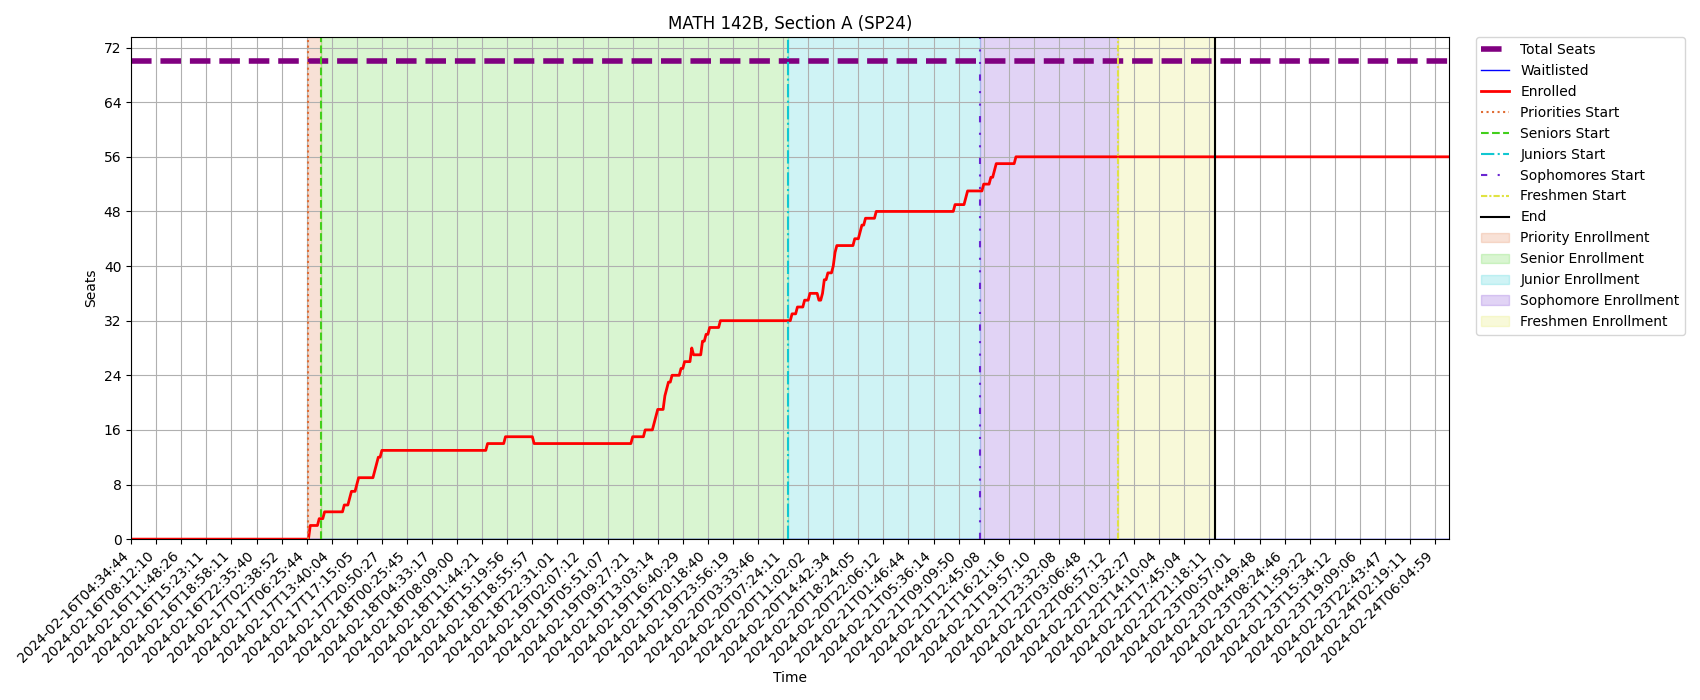 MATH 142B, Section A (SP24)
72
64
56
48
40
32
24
16
8
0
Seats
2024-02-16T04:34:44
2024-02-16T08:12:10
2024-02-16T11:48:26
2024-02-16T15:23:11
2024-02-16T18:58:11
2024-02-16T22:35:40
2024-02-17T02:38:52
2024-02-17T06:25:44
2024-02-17T13:40:04
2024-02-17T17:15:05
2024-02-17T20:50:27
2024-02-18T00:25:45
2024-02-18T04:33:17
2024-02-18T08:09:00
2024-02-18T11:44:21
2024-02-18T15:19:56
2024-02-18T18:55:57
2024-02-18T22:31:01
2024-02-19T02:07:12
2024-02-19T05:51:07
2024-02-19T09:27:21
2024-02-19T13:03:14
2024-02-19T16:40:29
2024-02-19T20:18:40
2024-02-19T23:56:19
2024-02-20T03:33:46
2024-02-20T07:24:11
2024-02-20T11:02:02
2024-02-20T14:42:34
2024-02-20T18:24:05
2024-02-20T22:06:12
2024-02-21T01:46:44
2024-02-21T05:36:14
2024-02-21T09:09:50
2024-02-21T12:45:08
2024-02-21T16:21:16
2024-02-21T19:57:10
2024-02-21T23:32:08
2024-02-22T03:06:48
2024-02-22T06:57:12
2024-02-22T10:32:27
2024-02-22T14:10:04
2024-02-22T17:45:04
2024-02-22T21:18:11
2024-02-23T00:57:01
2024-02-23T04:49:48
2024-02-23T08:24:46
2024-02-23T11:59:22
2024-02-23T15:34:12
2024-02-23T19:09:06
2024-02-23T22:43:47
2024-02-24T02:19:11
2024-02-24T06:04:59
Time
Total Seats
Waitlisted
Enrolled
Priorities Start
Seniors Start
Juniors Start
Sophomores Start
Freshmen Start
End
Priority Enrollment
Senior Enrollment
Junior Enrollment
Sophomore Enrollment
Freshmen Enrollment